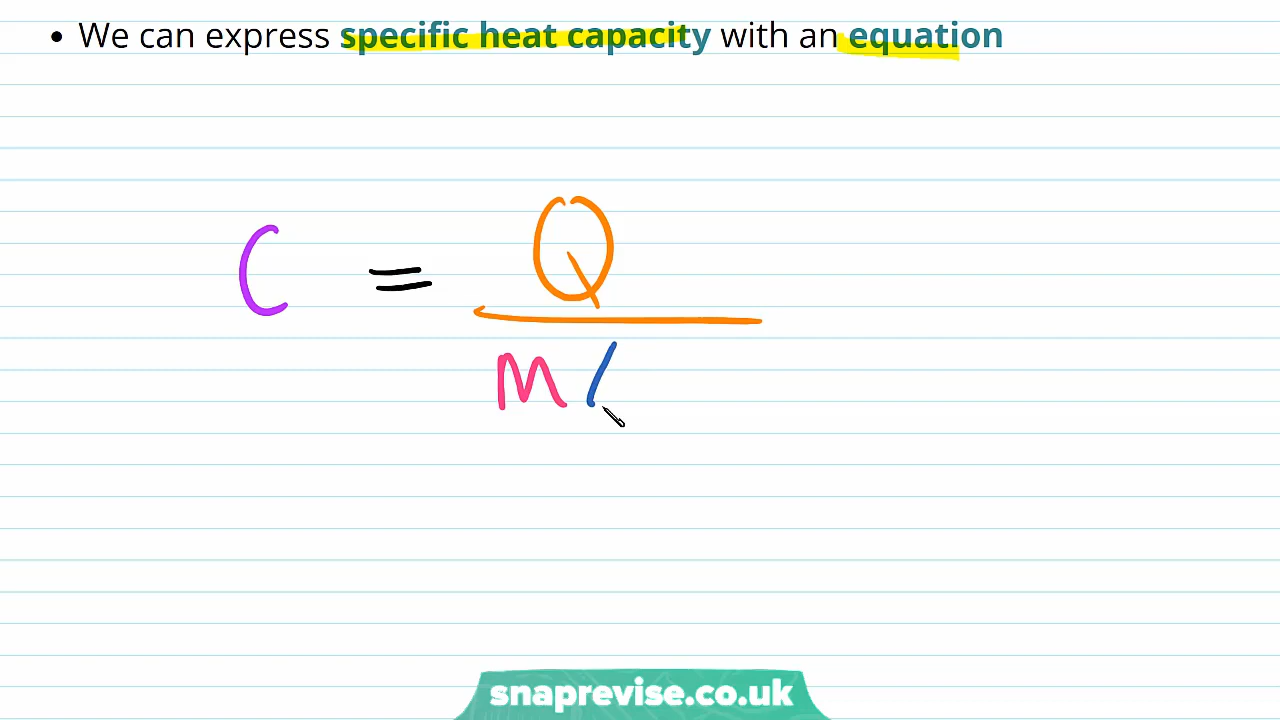 • We can express specific heat capacity with an equation
C = Q
m
snaprevise.co.uk